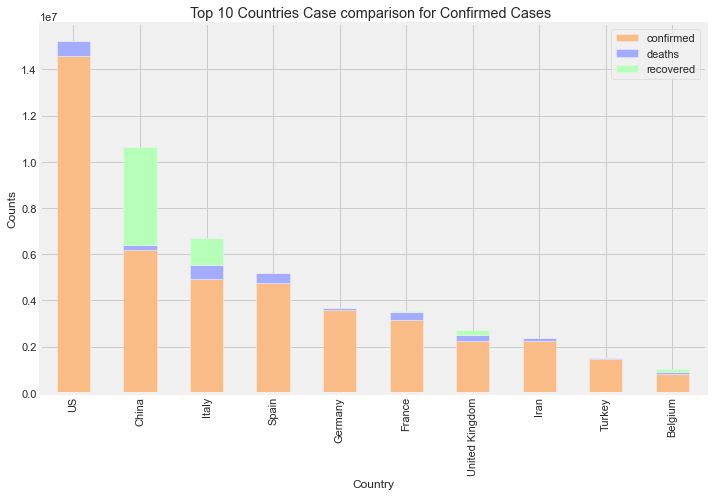 Top 10 Countries Case comparison for Confirmed Cases
1e7
confirmed
deaths
recovered
1.4
1.2
1.0
0.8
0.6
0.4
0.2
0.0
Counts
US
China
Italy
Spain
Germany
France
United Kingdom
Iran
Turkey
Belgium
Country